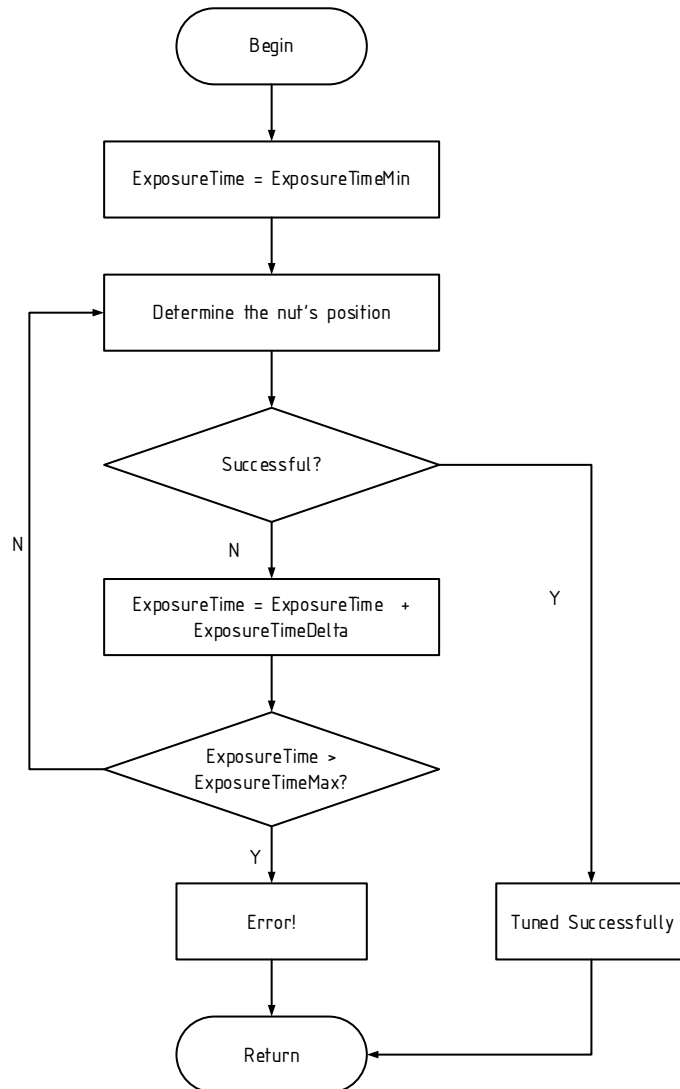 Begin
ExposureTime = ExposureTimeMin
Determine the nut's position
Successful?
N
N
ExposureTime = ExposureTime +
ExposureTimeDelta
Y
ExposureTime >
ExposureTimeMax?
Y
Error!
Tuned Successfully
Return